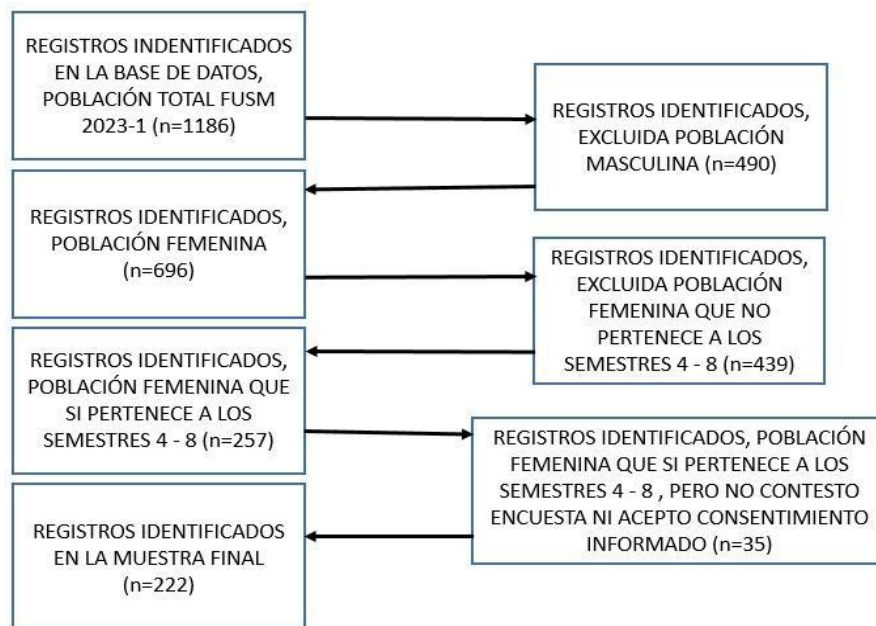 REGISTROS INDENTIFICADOS
EN LA BASE DE DATOS,
POBLACIÓN TOTAL FUSM
2023-1 (n=1186)
REGISTROS IDENTIFICADOS,
EXCLUIDA POBLACIÓN
MASCULINA (n=490)
REGISTROS IDENTIFICADOS,
POBLACIÓN FEMENINA
(n=696)
REGISTROS IDENTIFICADOS,
EXCLUIDA POBLACIÓN
FEMENINA QUE NO
PERTENECE A LOS
SEMESTRES 4 - 8 (n=439)
REGISTROS IDENTIFICADOS,
POBLACIÓN FEMENINA QUE
SI PERTENECE A LOS
SEMESTRES 4 - 8 (n=257)
REGISTROS IDENTIFICADOS, POBLACIÓN
FEMENINA QUE SI PERTENECE A LOS
SEMESTRES 4 - 8 , PERO NO CONTESTO
ENCUESTA NI ACEPTO CONSENTIMIENTO
INFORMADO (n=35)
REGISTROS IDENTIFICADOS
EN LA MUESTRA FINAL
(n=222)